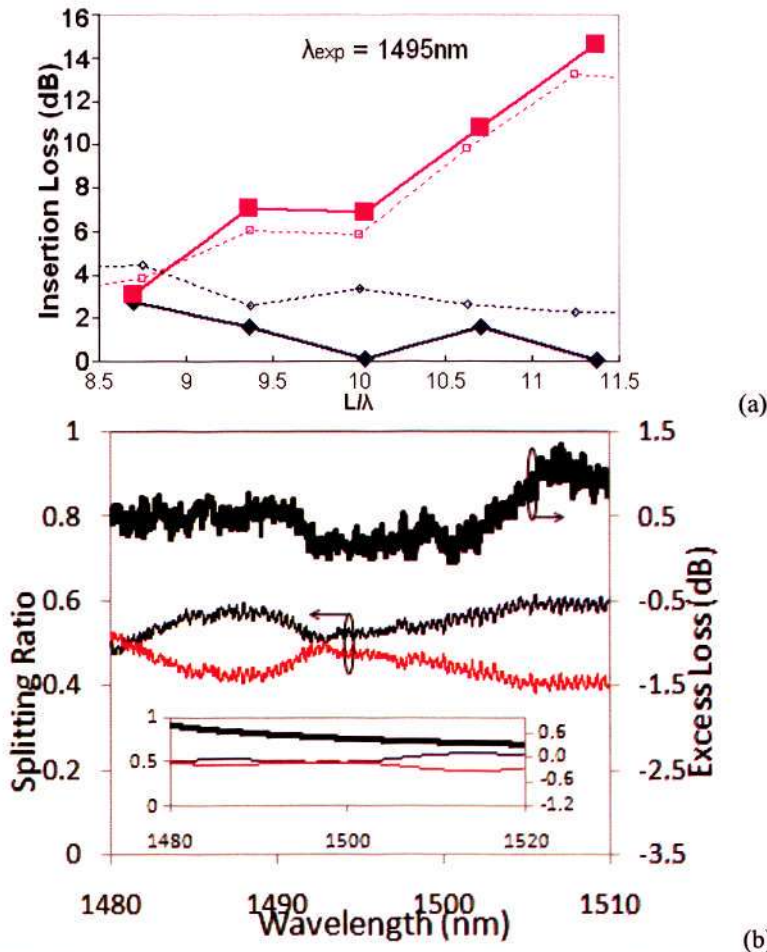 λexp = 1495nm
Insertion Loss (dB)
16
14
12
10
8
6
4
2
0
8.5 9 9.5 10 10.5 11 11.5
L/λ
(a)
Splitting Ratio
1
0.8
0.6
0.4
0.2
0
Excess Loss (dB)
1.5
0.5
-0.5
-1.5
-2.5
-3.5
1
0.5
0
0.6
0.0
-0.6
-1.2
1480 1500 1520
1480 1490 1500 1510
Wavelength (nm)
(b)